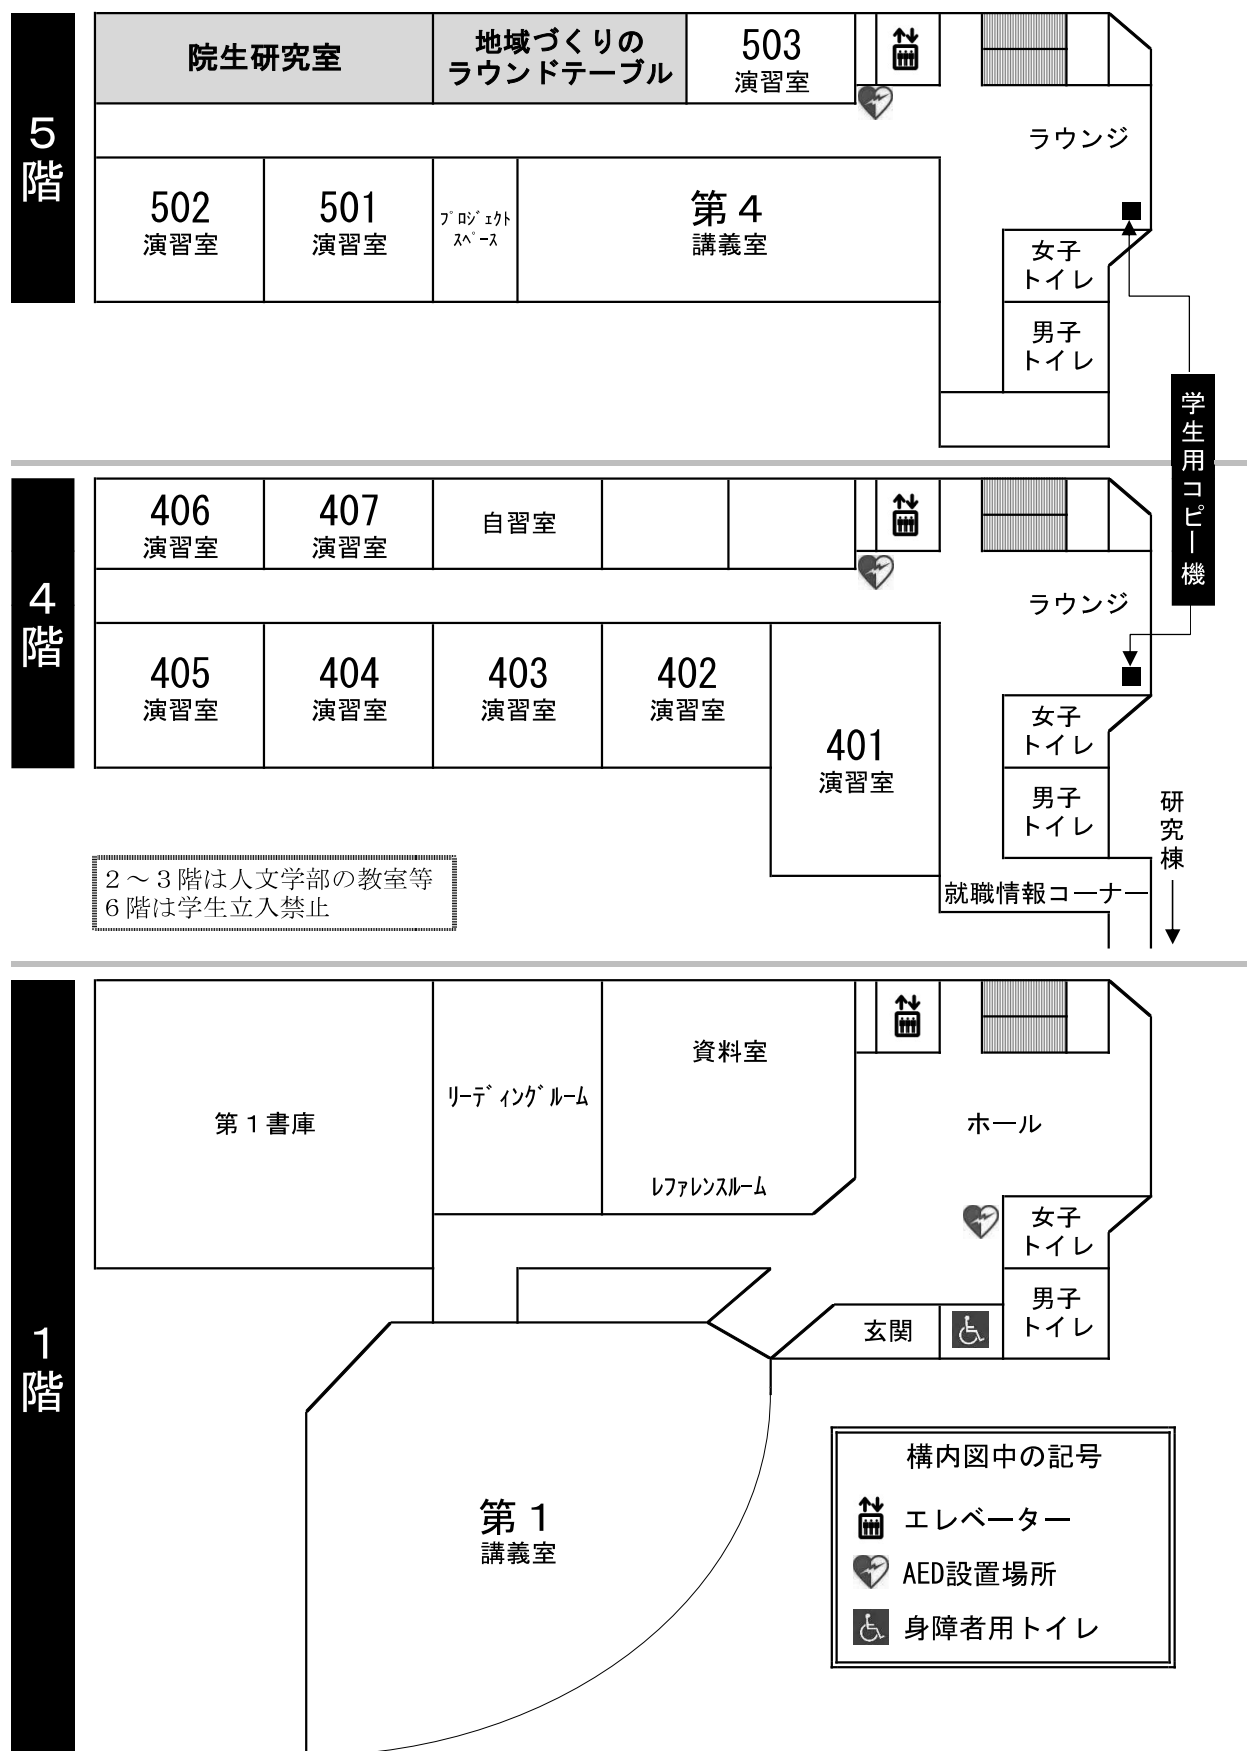 5
階
院生研究室
地域づくりの
ラウンドテーブル
503
演習室
ラウンジ
502
演習室
501
演習室
ﾌﾟﾛｼﾞｪｸﾄ
ｽﾍﾟｰｽ
第4
講義室
女子
トイレ
男子
トイレ
学生用コピー機
4
階
406
演習室
407
演習室
自習室
ラウンジ
405
演習室
404
演習室
403
演習室
402
演習室
401
演習室
女子
トイレ
男子
トイレ
研究棟
就職情報コーナー
2～3階は人文学部の教室等
6階は学生立入禁止
1
階
第1書庫
ﾘｰﾃﾞｨﾝｸﾞﾙｰﾑ
資料室
ﾚﾌｧﾚﾝｽﾙｰﾑ
ホール
女子
トイレ
男子
トイレ
玄関
第1
講義室
構内図中の記号
エレベーター
AED設置場所
身障者用トイレ